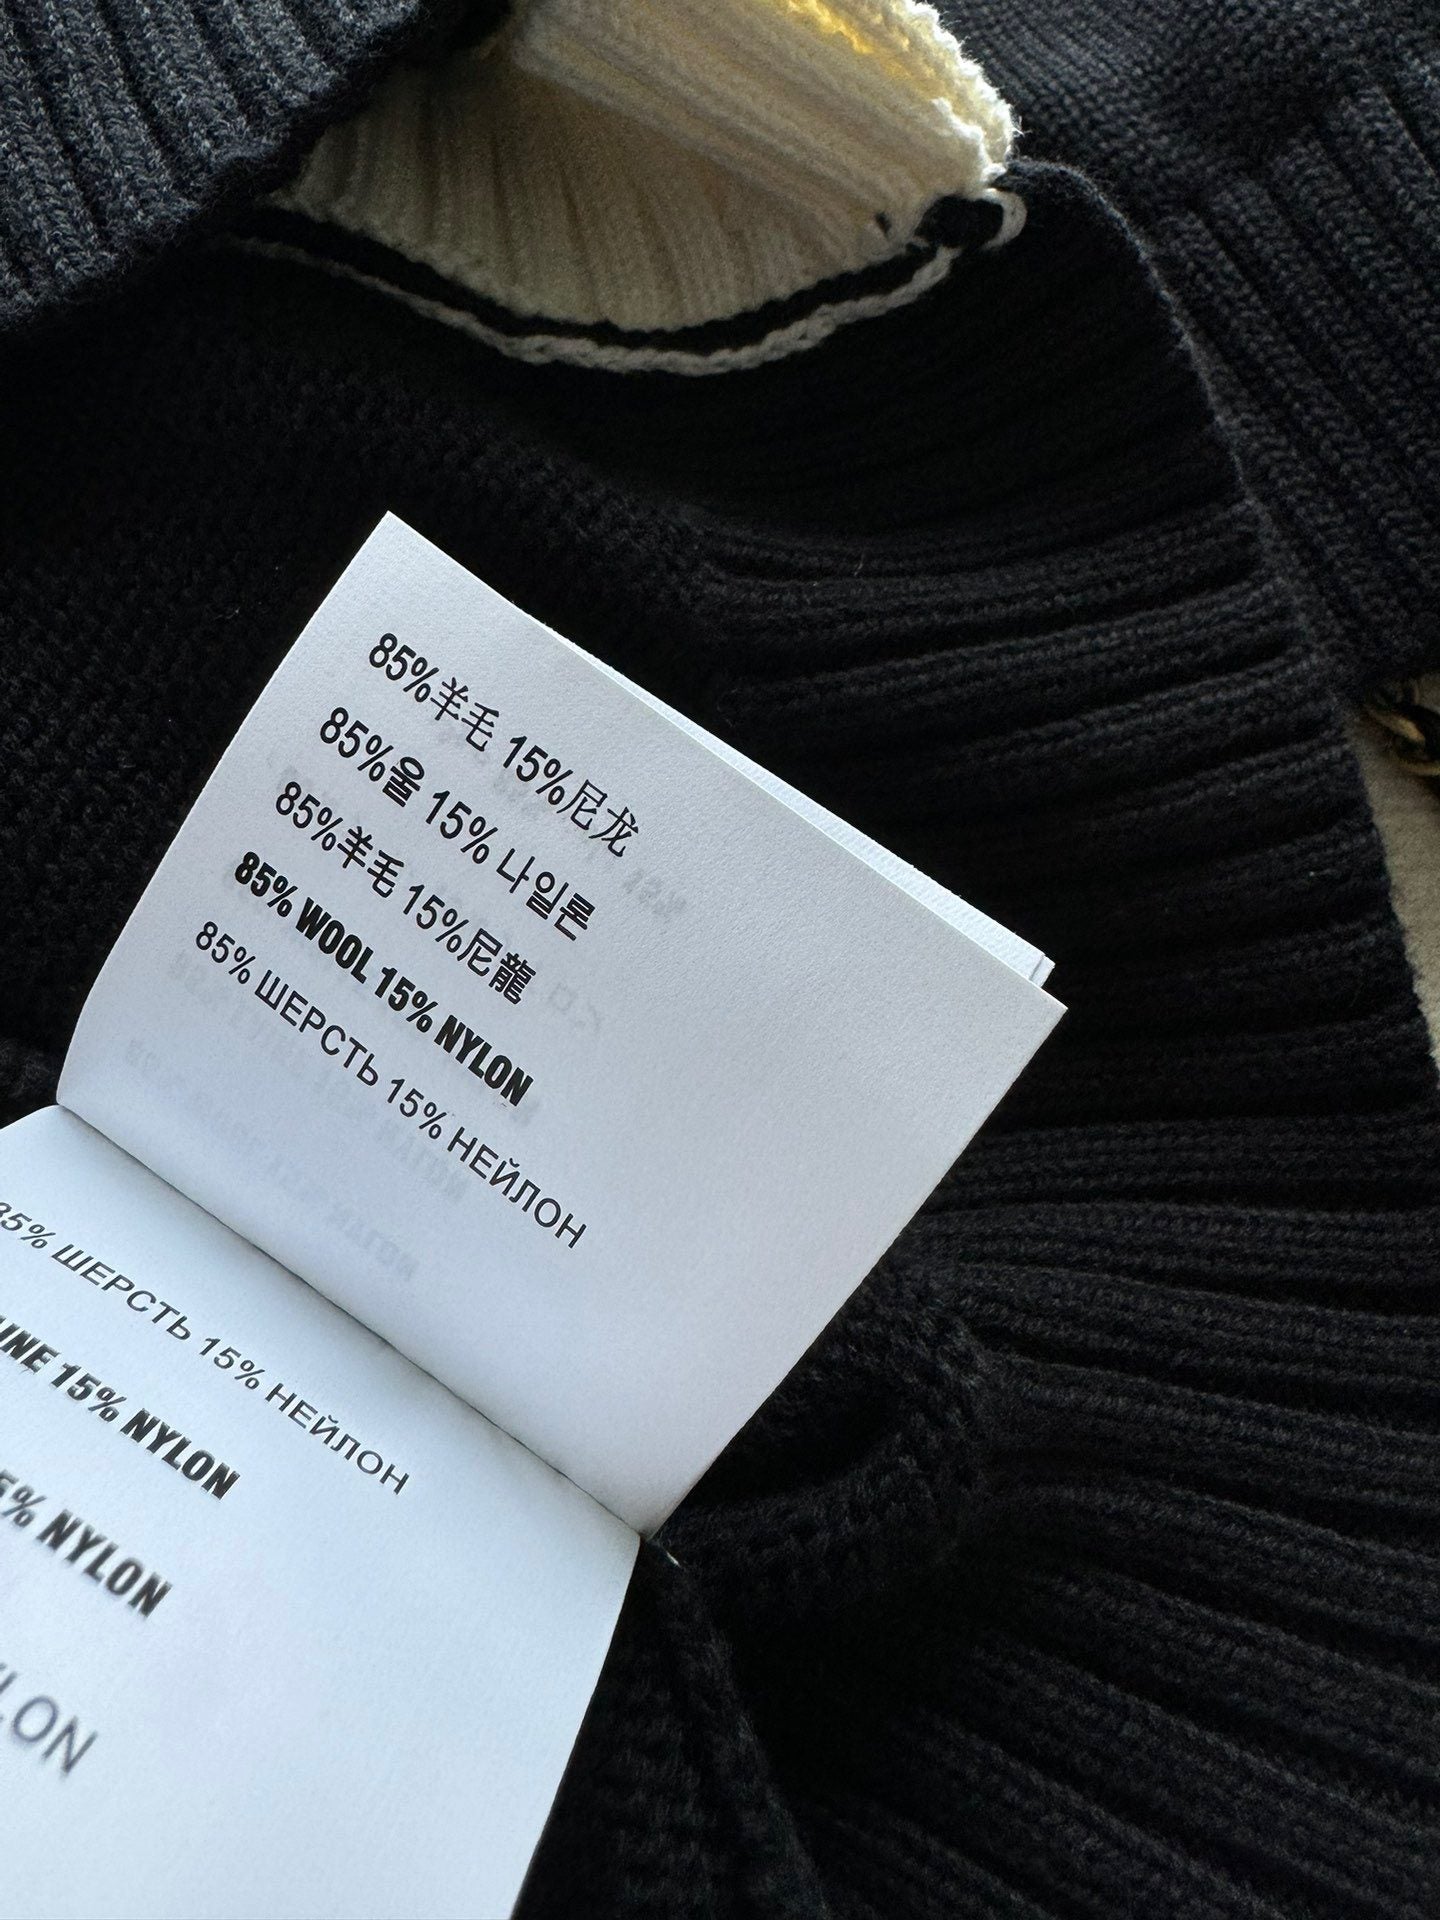 85%羊毛 15%尼龙
85%울 15% 나일론
85%羊毛 15%尼龍
85% WOOL 15% NYLON
85% ШЕРСТЬ 15% НЕЙЛОН
85% ШЕРСТЬ 15% НЕЙЛОН
15% NYLON
NYLON